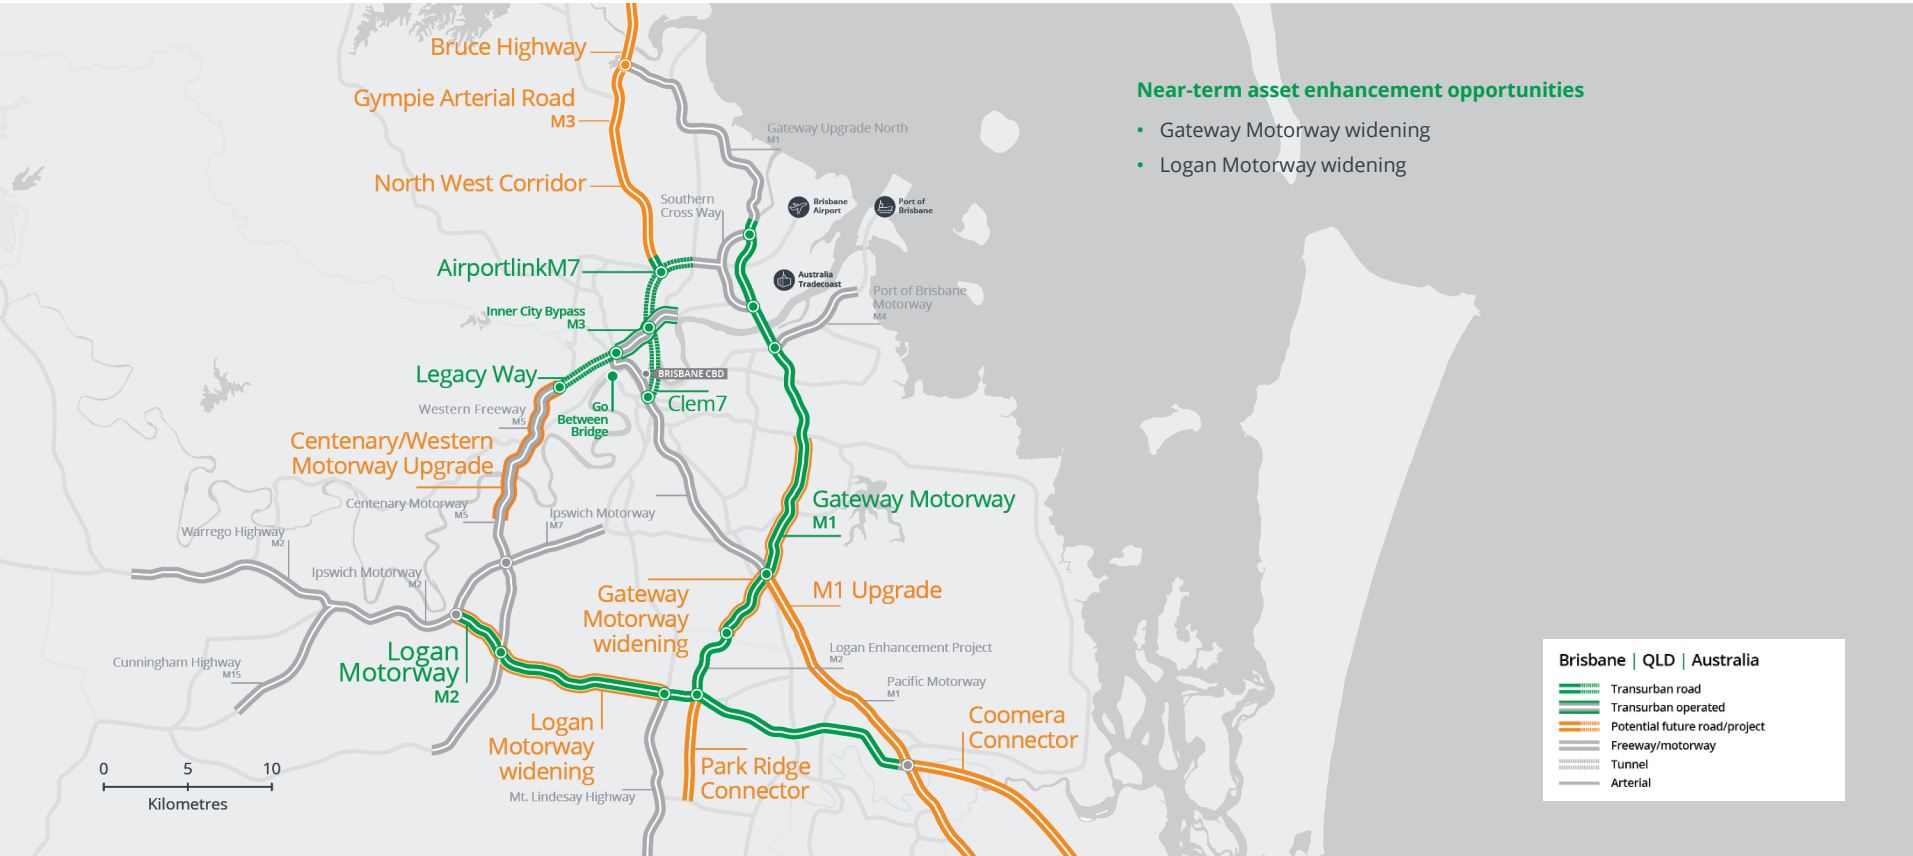 Bruce Highway
Gympie Arterial Road
M3
North West Corridor
Gateway Upgrade North
M1
Southern
Cross Way
Brisbane
Airport
Port of
Brisbane
AirportlinkM7
Australia
Tradecoast
Port of Brisbane
Motorway
M4
Inner City Bypass
M3
Legacy Way
BRISBANE CBD
Clem7
Go
Between
Bridge
Western Freeway
M5
Centenary/Western
Motorway Upgrade
Centenary Motorway
M5
Ipswich Motorway
M7
Warrego Highway
M2
Ipswich Motorway
M2
Gateway Motorway
M1
Gateway
Motorway
widening
M1 Upgrade
Logan Enhancement Project
M2
Pacific Motorway
M1
Cunningham Highway
M15
Logan
Motorway
M2
Logan
Motorway
widening
Park Ridge
Connector
Coomera
Connector
Mt. Lindesay Highway
0 5 10
Kilometres
Near-term asset enhancement opportunities
• Gateway Motorway widening
• Logan Motorway widening
Brisbane | QLD | Australia
Transurban road
Transurban operated
Potential future road/project
Freeway/motorway
Tunnel
Arterial